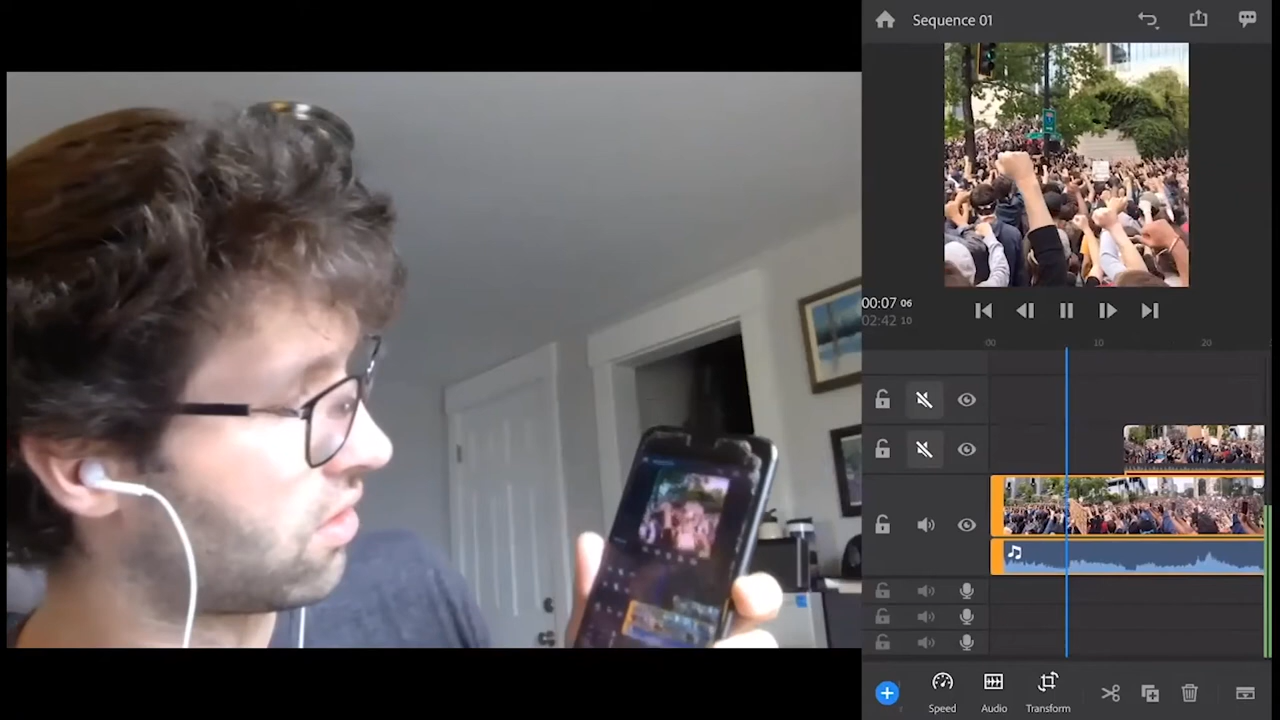 Sequence 01
00:07 06
02:42 10
00 10 20
Speed Audio Transform